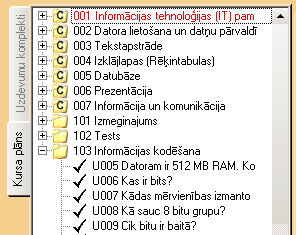 Uzdevumu komplekti
Kursa plāns
001 Informācijas tehnoloģijas (IT) pam
002 Datora lietošana un datņu pārvaldī
003 Tekstapstrāde
004 Izklājlapas (Rēķintabulas)
005 Datubāze
006 Prezentācija
007 Informācija un komunikācija
101 Izmeginajums
102 Tests
103 Informācijas kodēšana
U005 Datoram ir 512 MB RAM. Ko
U006 Kas ir bits?
U007 Kādas mērvienības izmanto
U008 Kā sauc 8 bitu grupu?
U009 Cik bitu ir baitā?